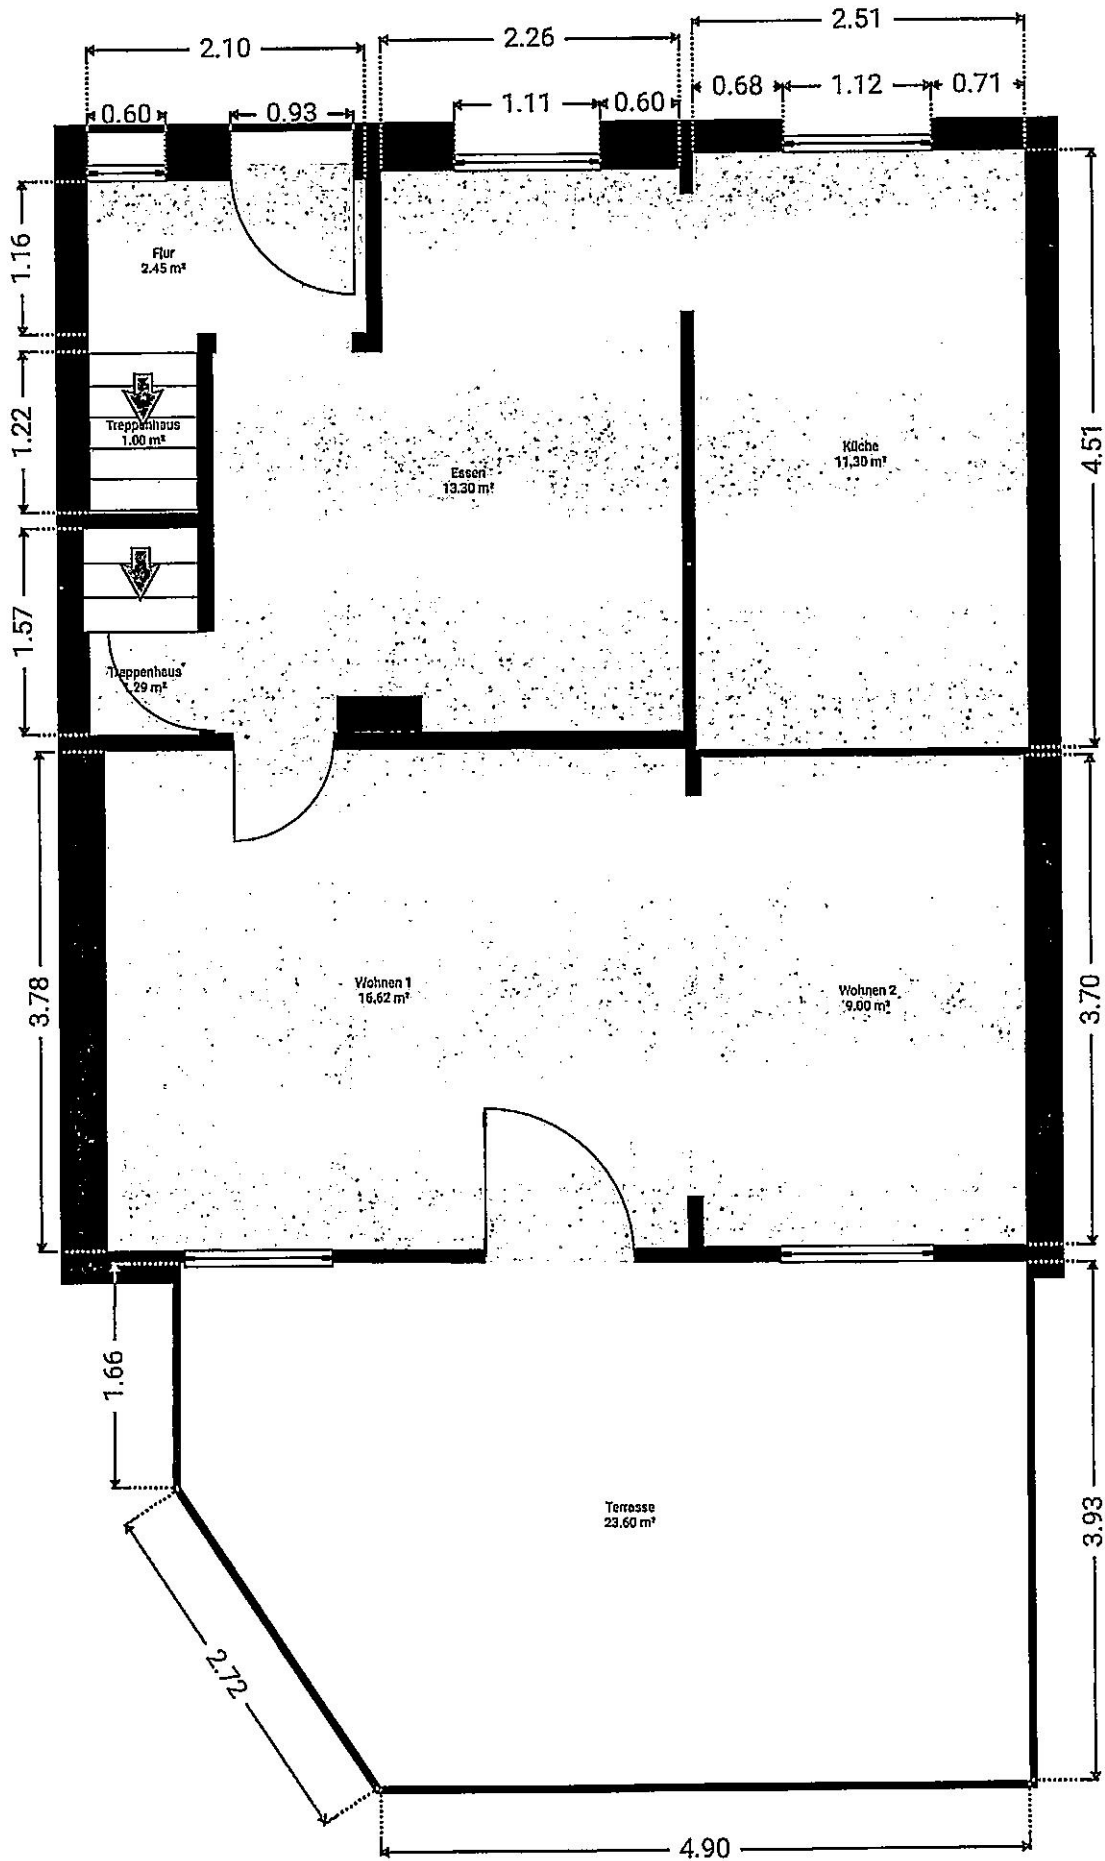 2.51
2.26
2.10
0.68
1.12
0.71
1.11
0.60
0.60
0.93
1.16
Flur
2.45 m²
1.22
Treppenhaus
1.00 m²
Essen
13.30 m²
Küche
11.30 m²
4.51
1.57
Treppenhaus
.29 m²
3.78
Wohnen 1
16.62 m²
Wohnen 2
9.00 m²
3.70
1.66
Terrasse
23.60 m²
3.93
2.72
4.90